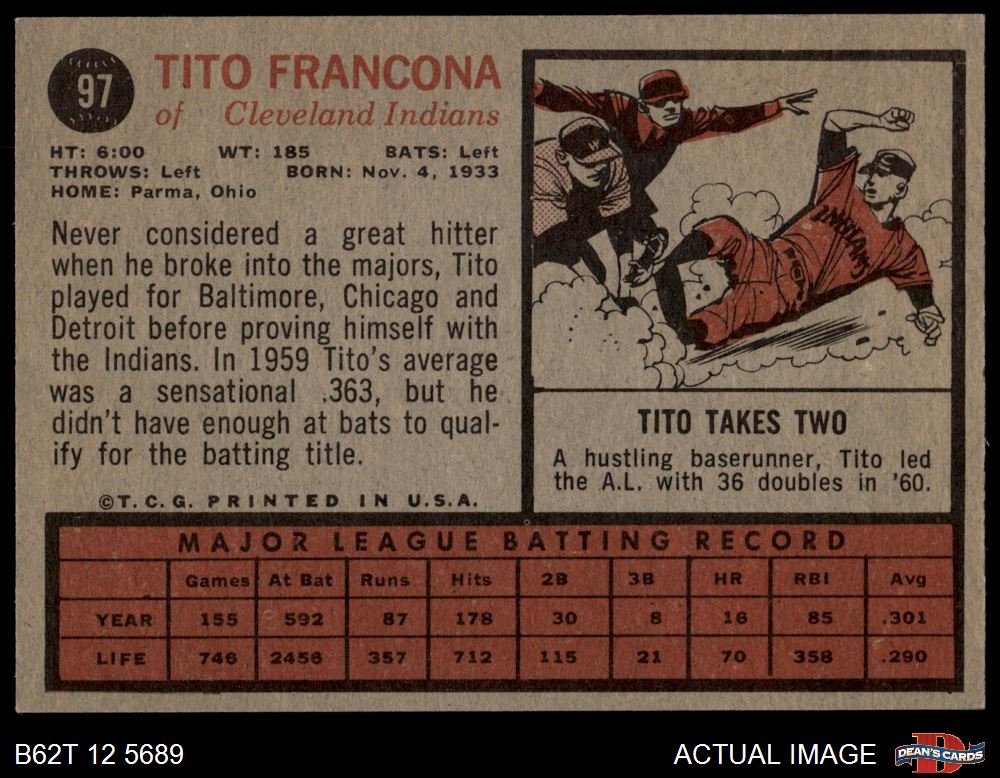 97
TITO FRANCONA
of Cleveland Indians
HT: 6:00 WT: 185 BATS: Left
THROWS: Left BORN: Nov. 4, 1933
HOME: Parma, Ohio
Never considered a great hitter
when he broke into the majors, Tito
played for Baltimore, Chicago and
Detroit before proving himself with
the Indians. In 1959 Tito's average
was a sensational .363, but he
didn't have enough at bats to qual-
ify for the batting title.
©T.C.G. PRINTED IN U.S.A.
W
INDIANS
TITO TAKES TWO
A hustling baserunner, Tito led
the A.L. with 36 doubles in '60.
MAJOR LEAGUE BATTING RECORD
Games At Bat Runs Hits 2B 3B HR RBI Avg
YEAR 155 592 87 178 30 8 16 85 .301
LIFE 746 2456 357 712 115 21 70 358 .290
B62T 12 5689
ACTUAL IMAGE
DEAN'S CARDS